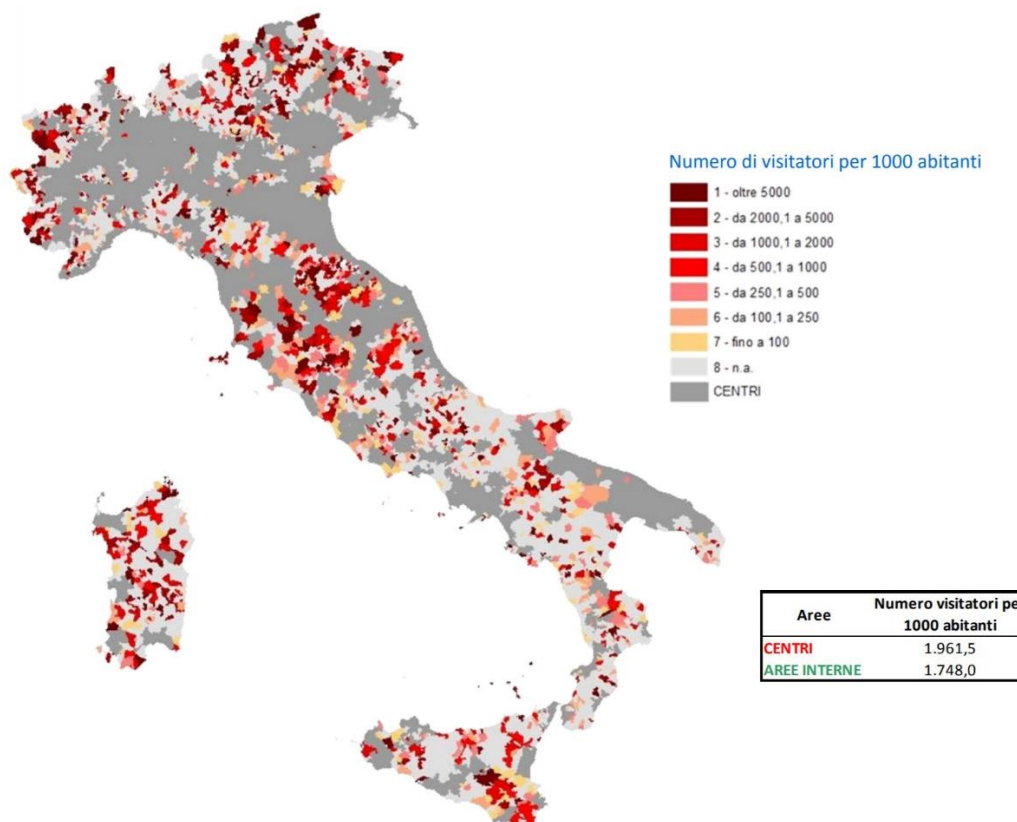 Numero di visitatori per 1000 abitanti
1 - oltre 5000
2 - da 2000,1 a 5000
3 - da 1000,1 a 2000
4 - da 500,1 a 1000
5 - da 250,1 a 500
6 - da 100,1 a 250
7 - fino a 100
8 - n.a.
CENTRI
Aree
Numero visitatori pe
1000 abitanti
CENTRI 1.961,5
AREE INTERNE 1.748,0